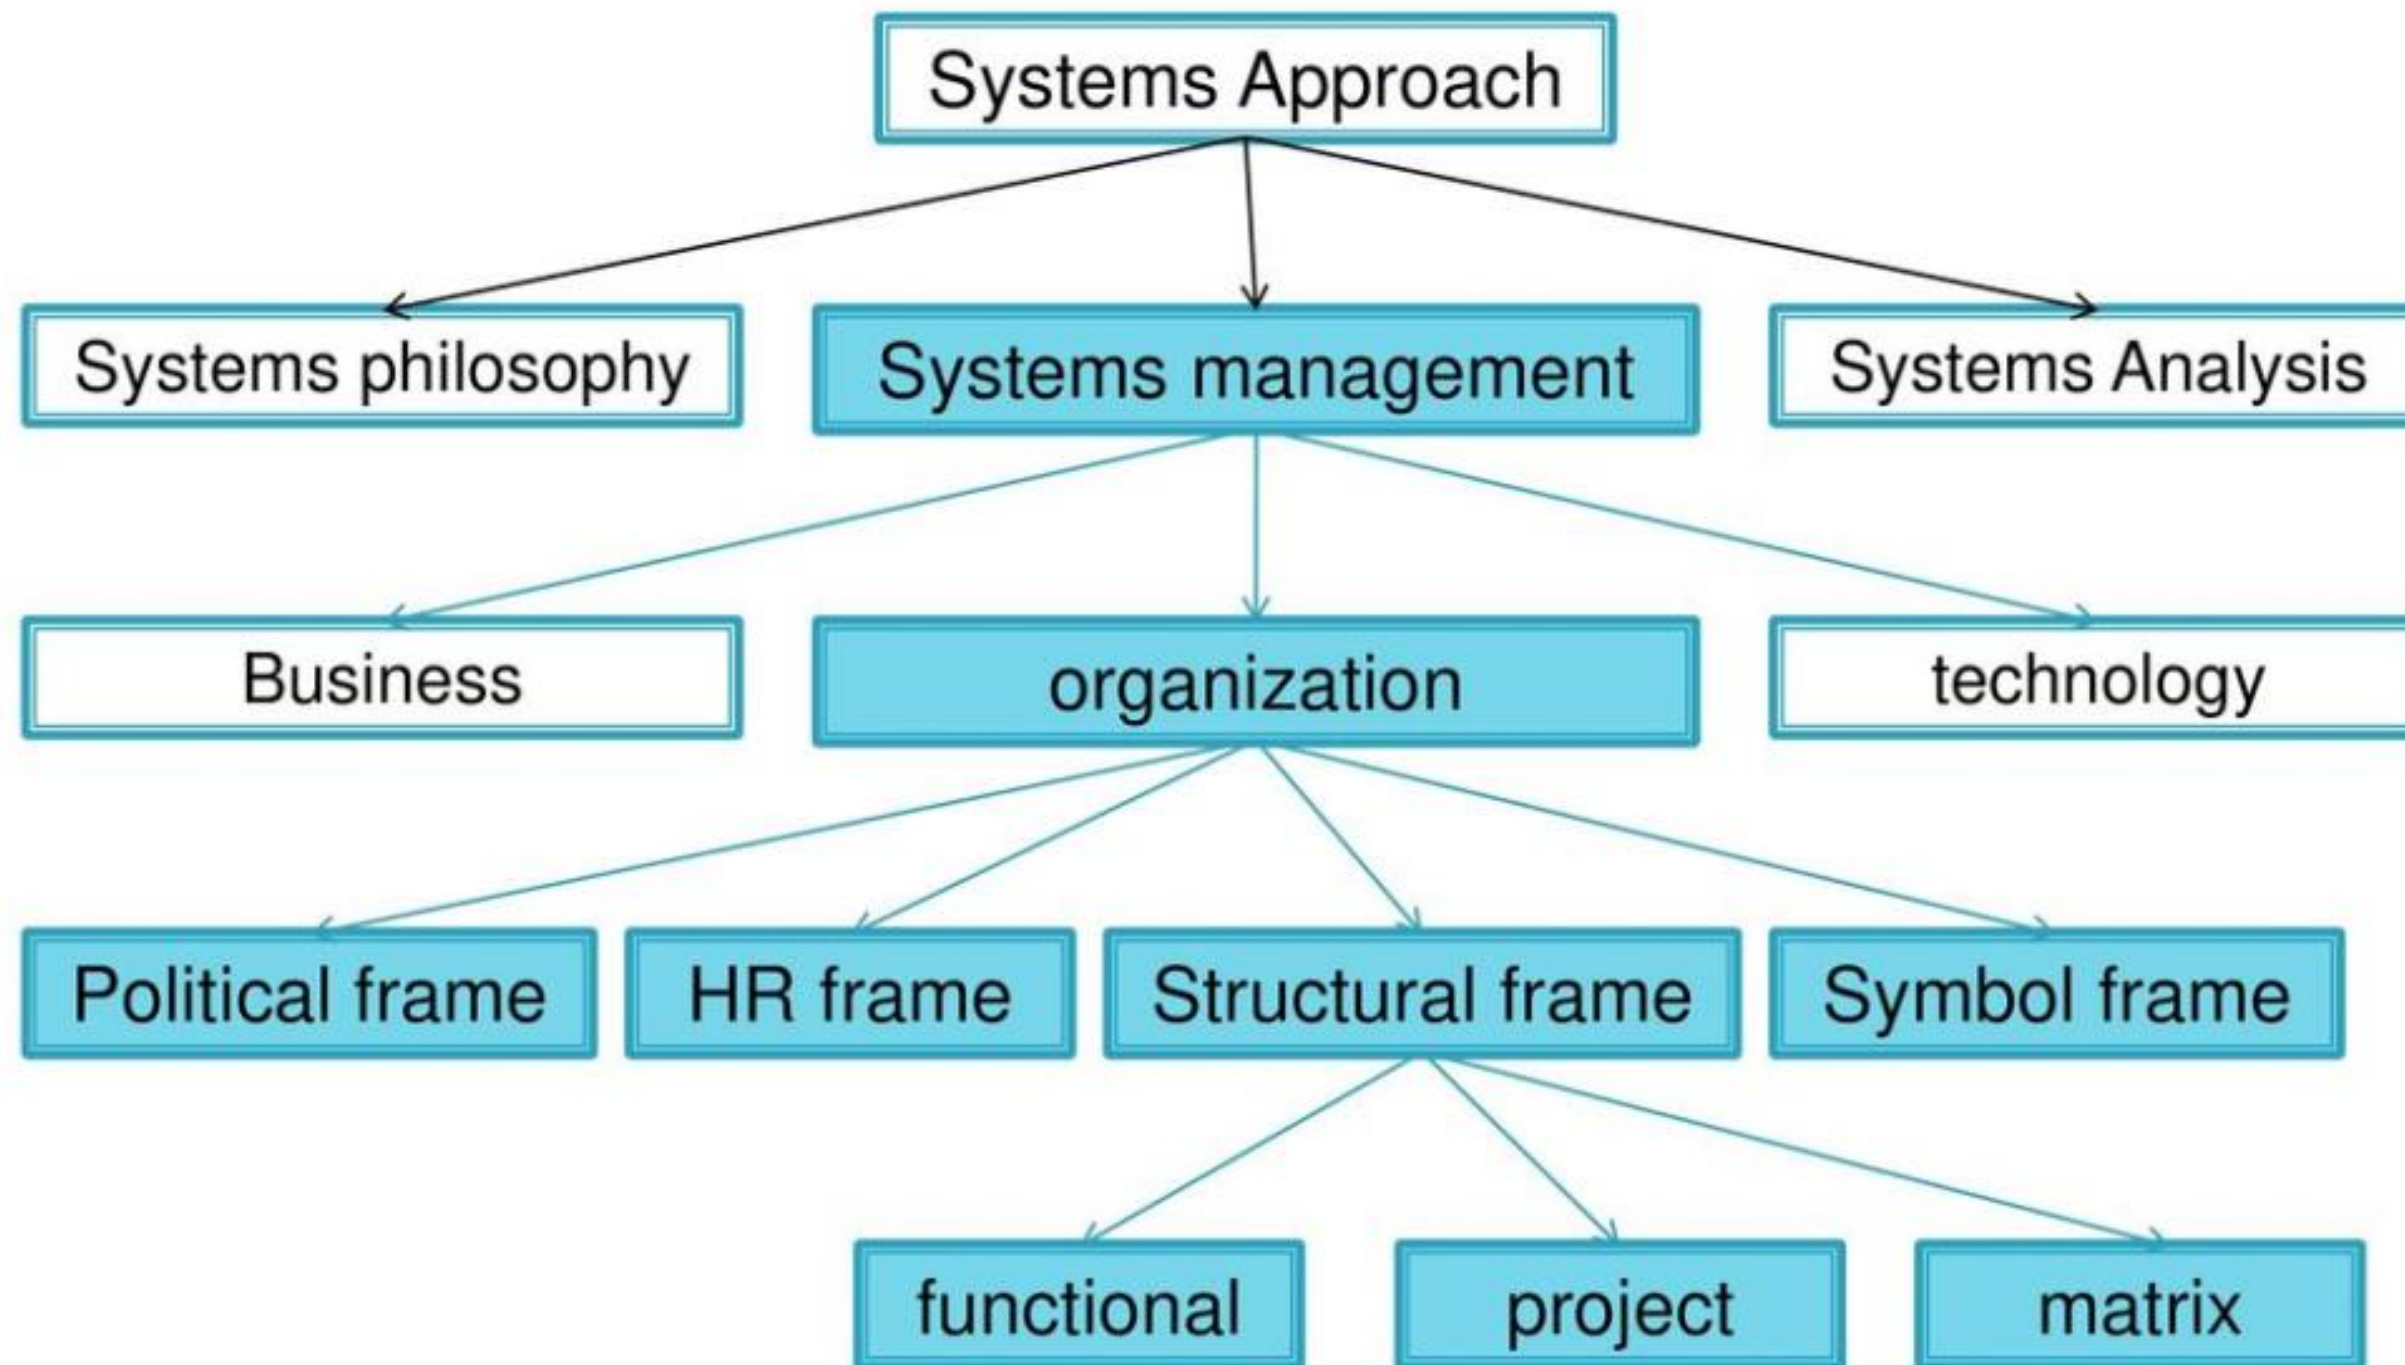 Systems Approach
Systems philosophy
Systems management
Systems Analysis
Business
organization
technology
Political frame
HR frame
Structural frame
Symbol frame
functional
project
matrix